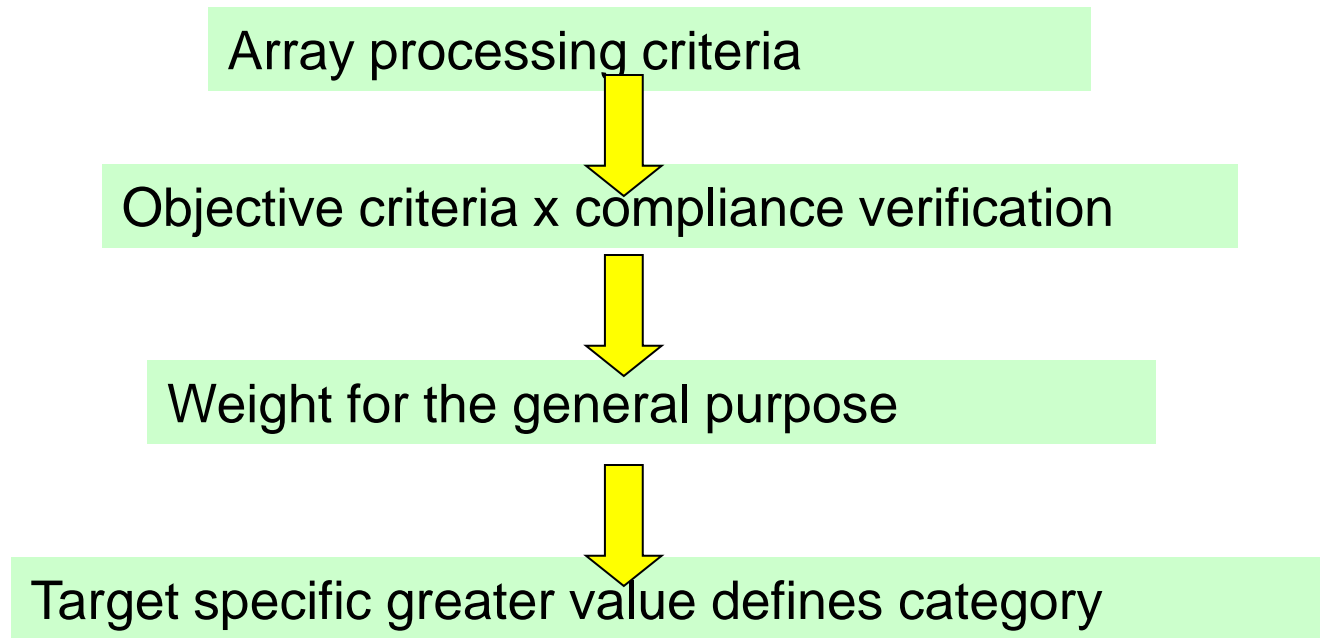 Array processing criteria
Objective criteria x compliance verification
Weight for the general purpose
Target specific greater value defines category